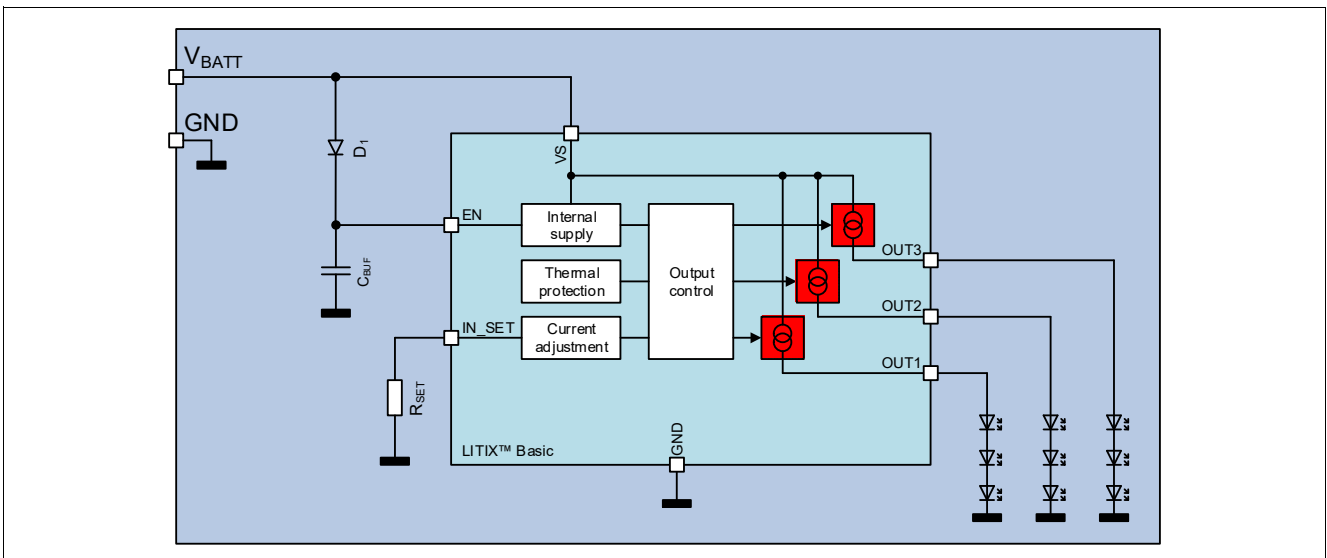 VBATT
GND
D1
VS
EN
Internal
supply
OUT3
CBUF
Thermal
protection
Output
control
OUT2
IN_SET
Current
adjustment
OUT1
RSET
LITIX™ Basic
GND